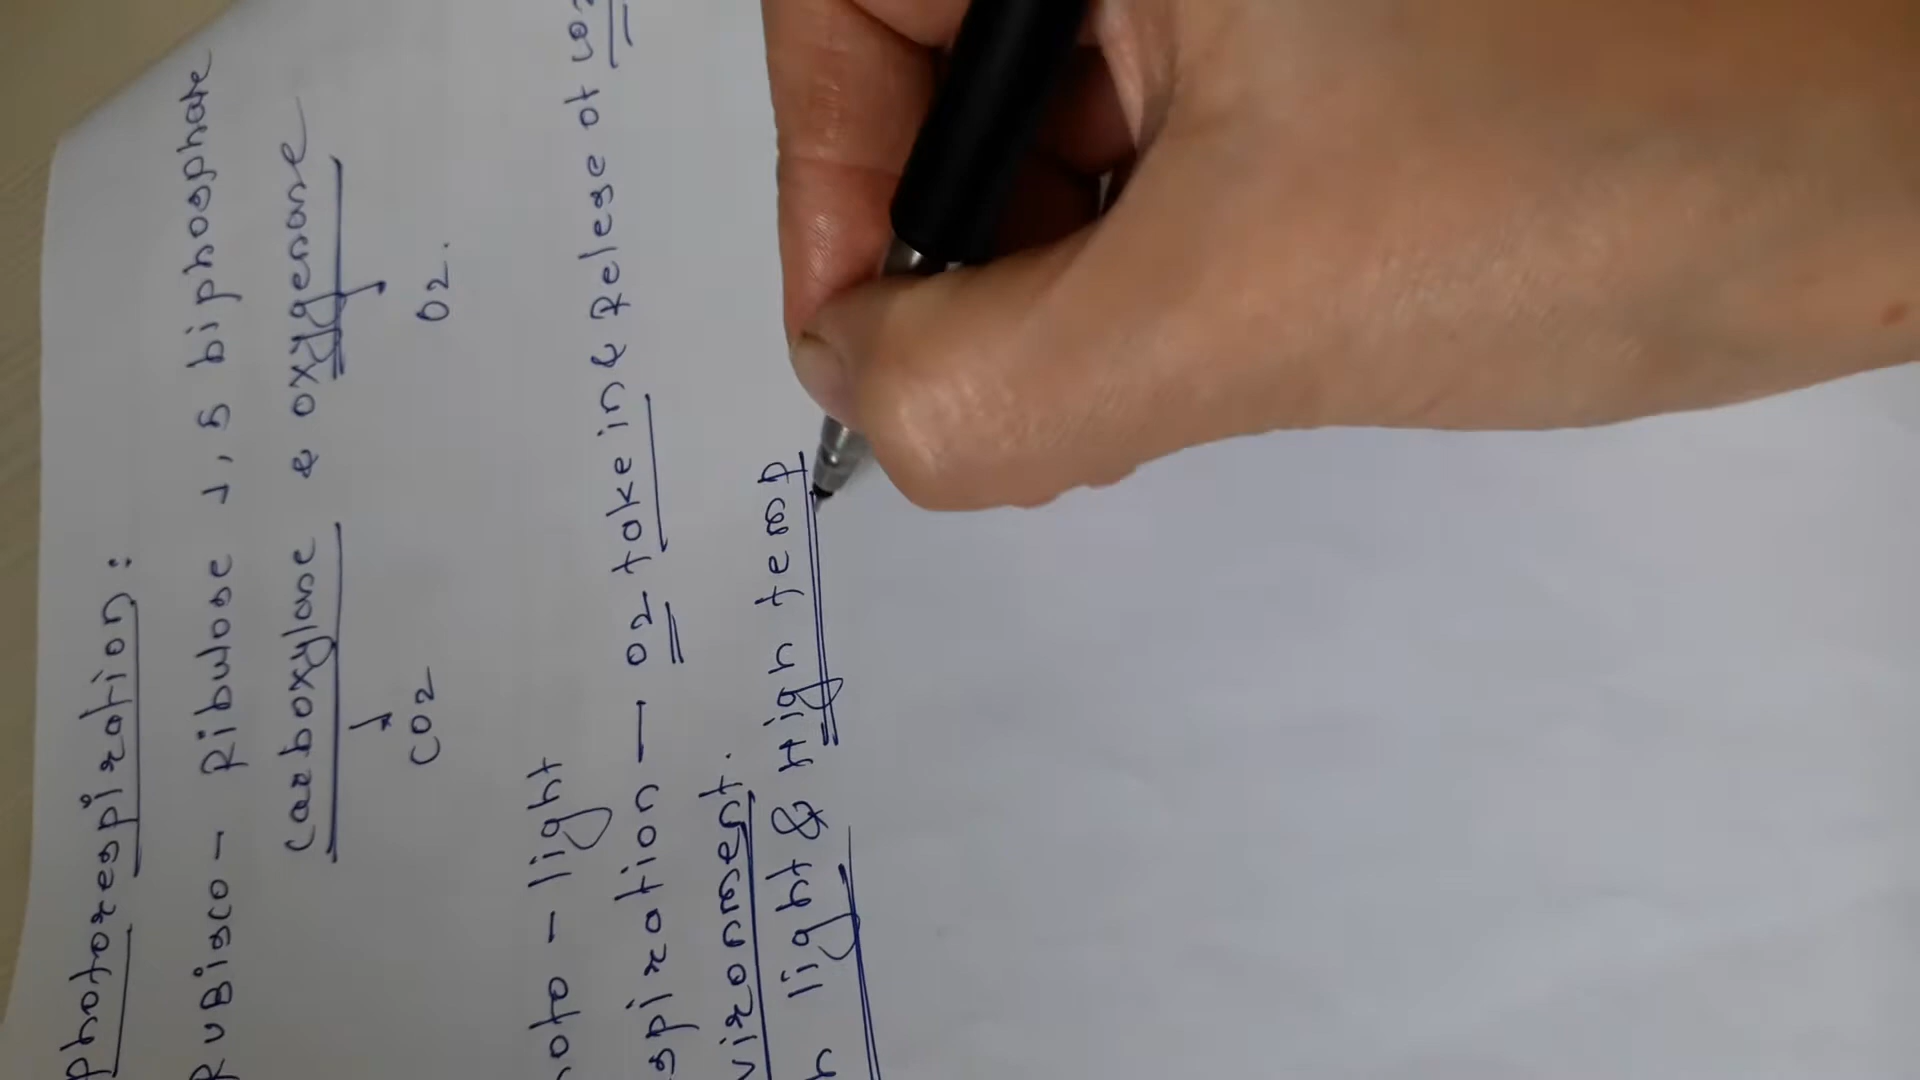 photorespiration :
RUBisco - Ribulose 1,5 biphosphate
carboxylase & oxygenase
CO2 O2.
hoto - light
spiration - O2 take in & Relese of co2
vironment.
h light & High temp